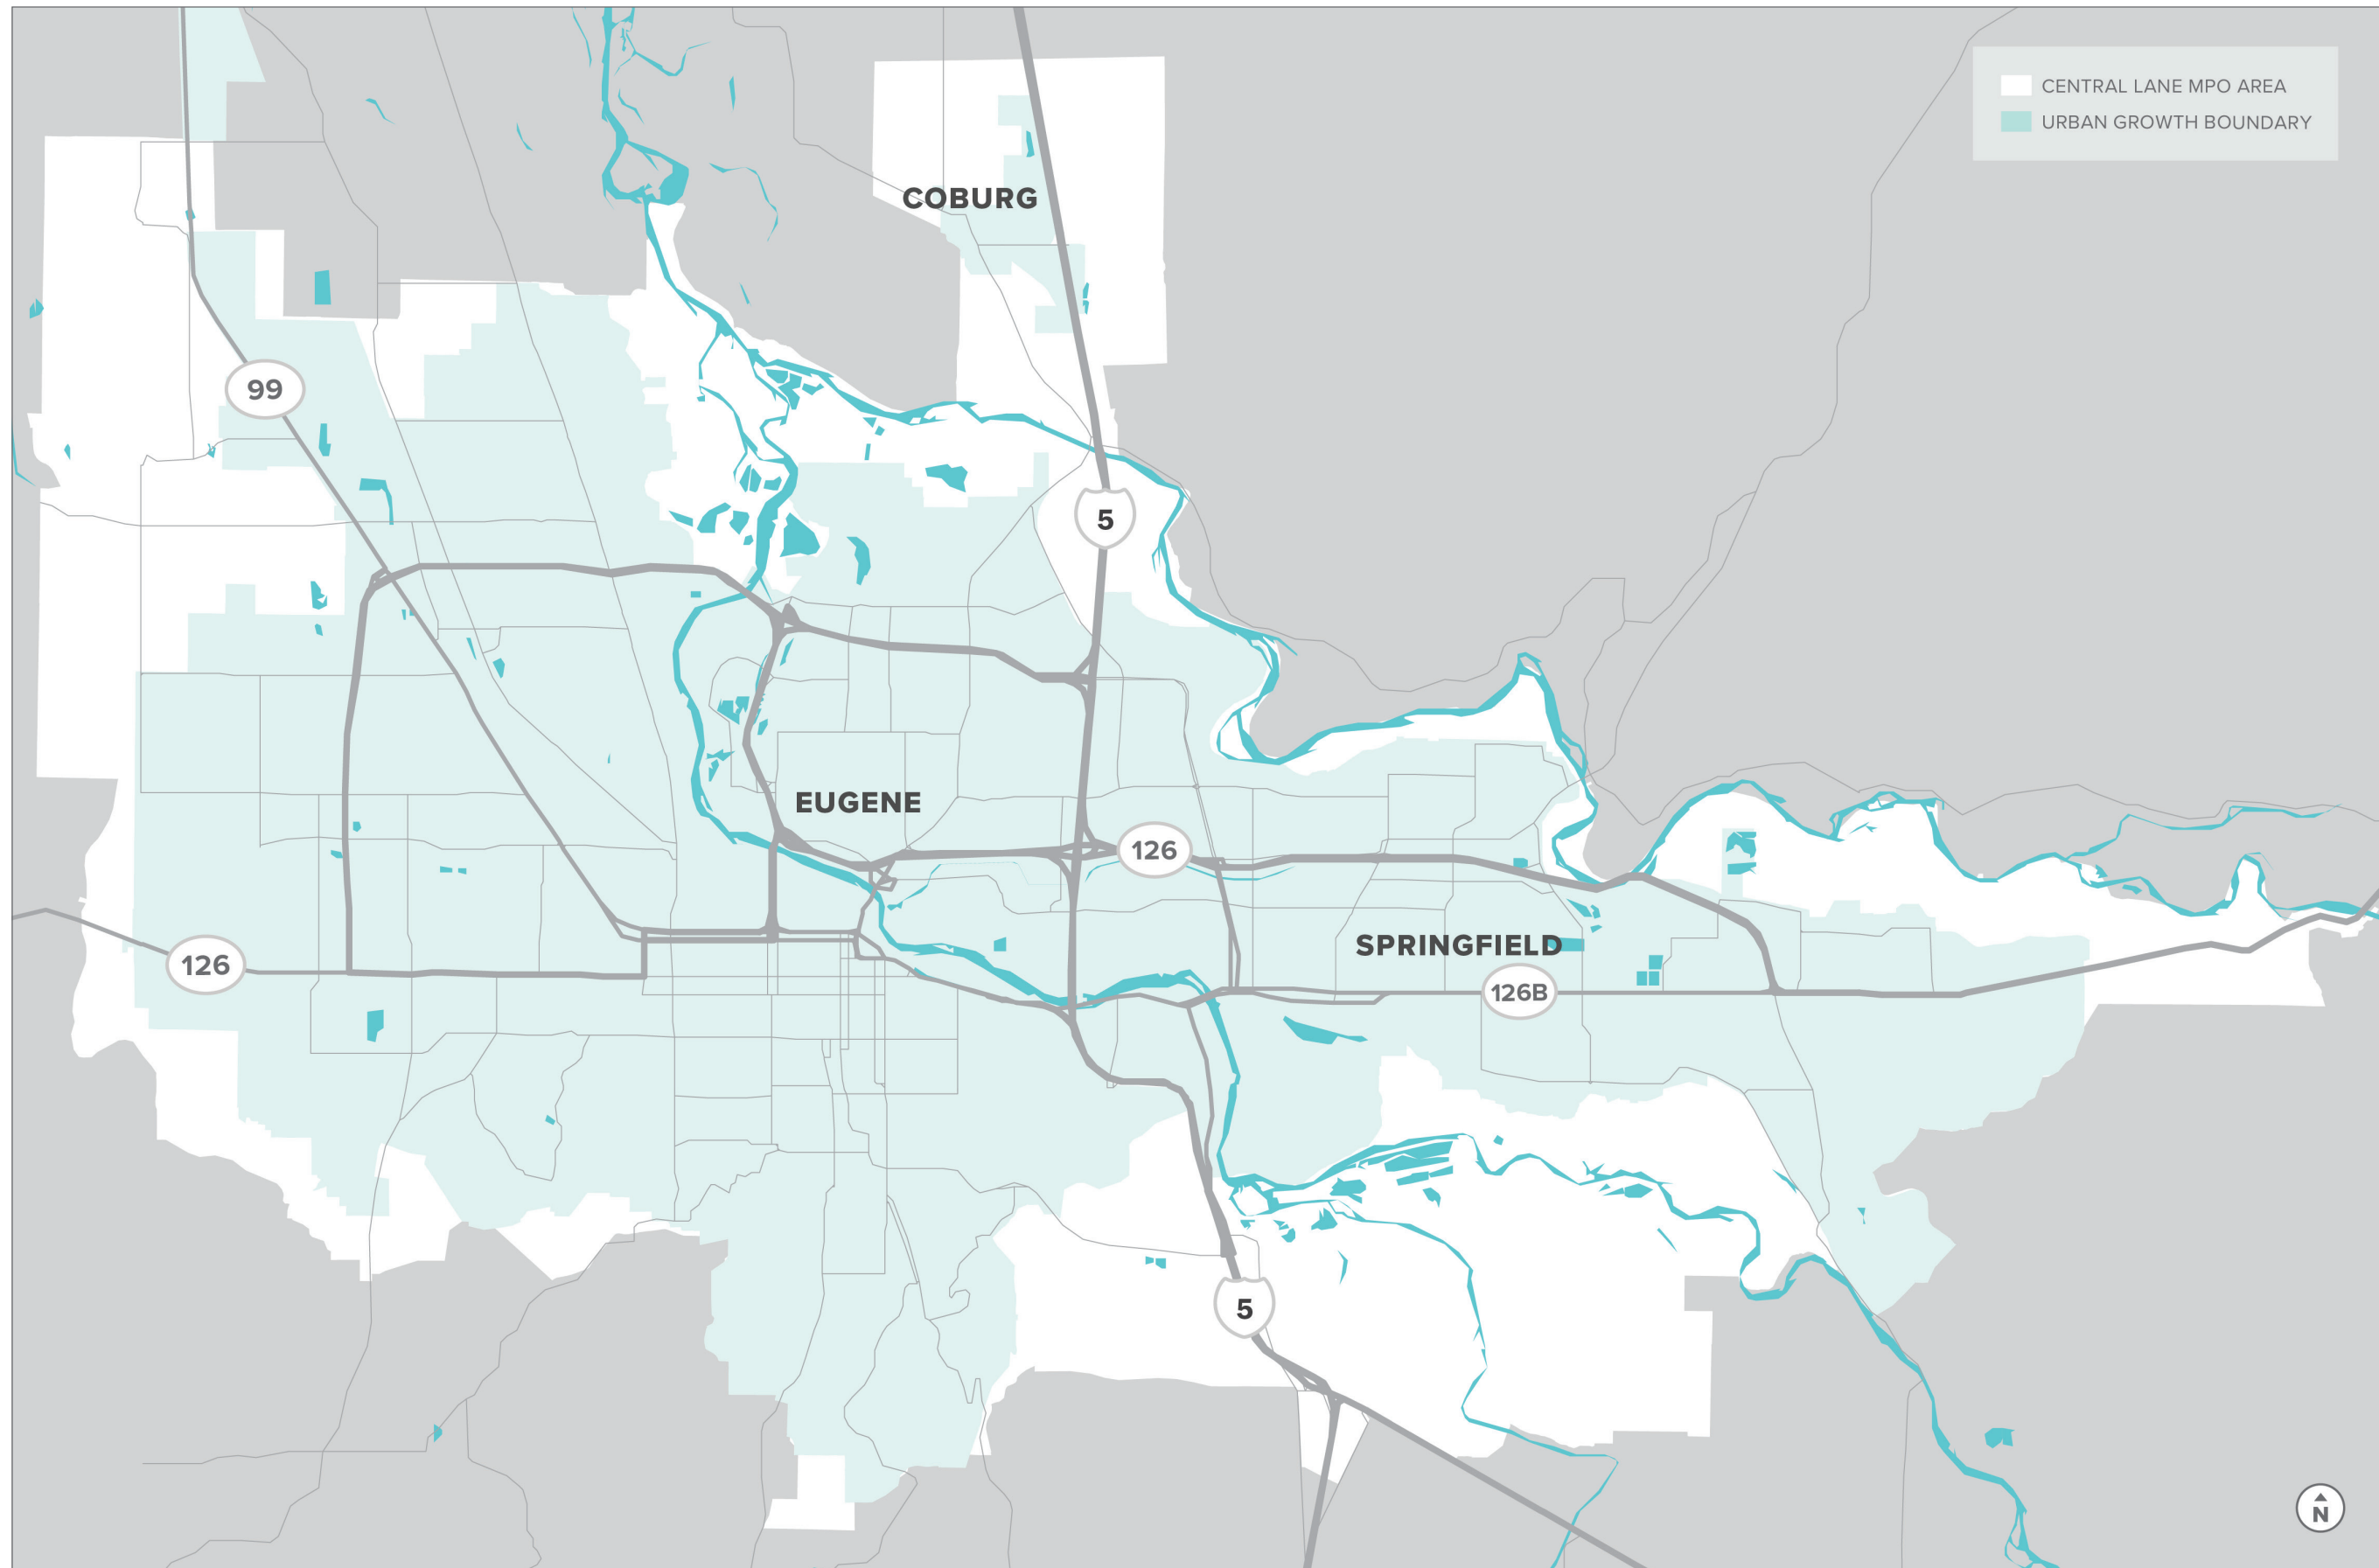 CENTRAL LANE MPO AREA
URBAN GROWTH BOUNDARY
COBURG
99
5
EUGENE
126
SPRINGFIELD
126
126B
5
N